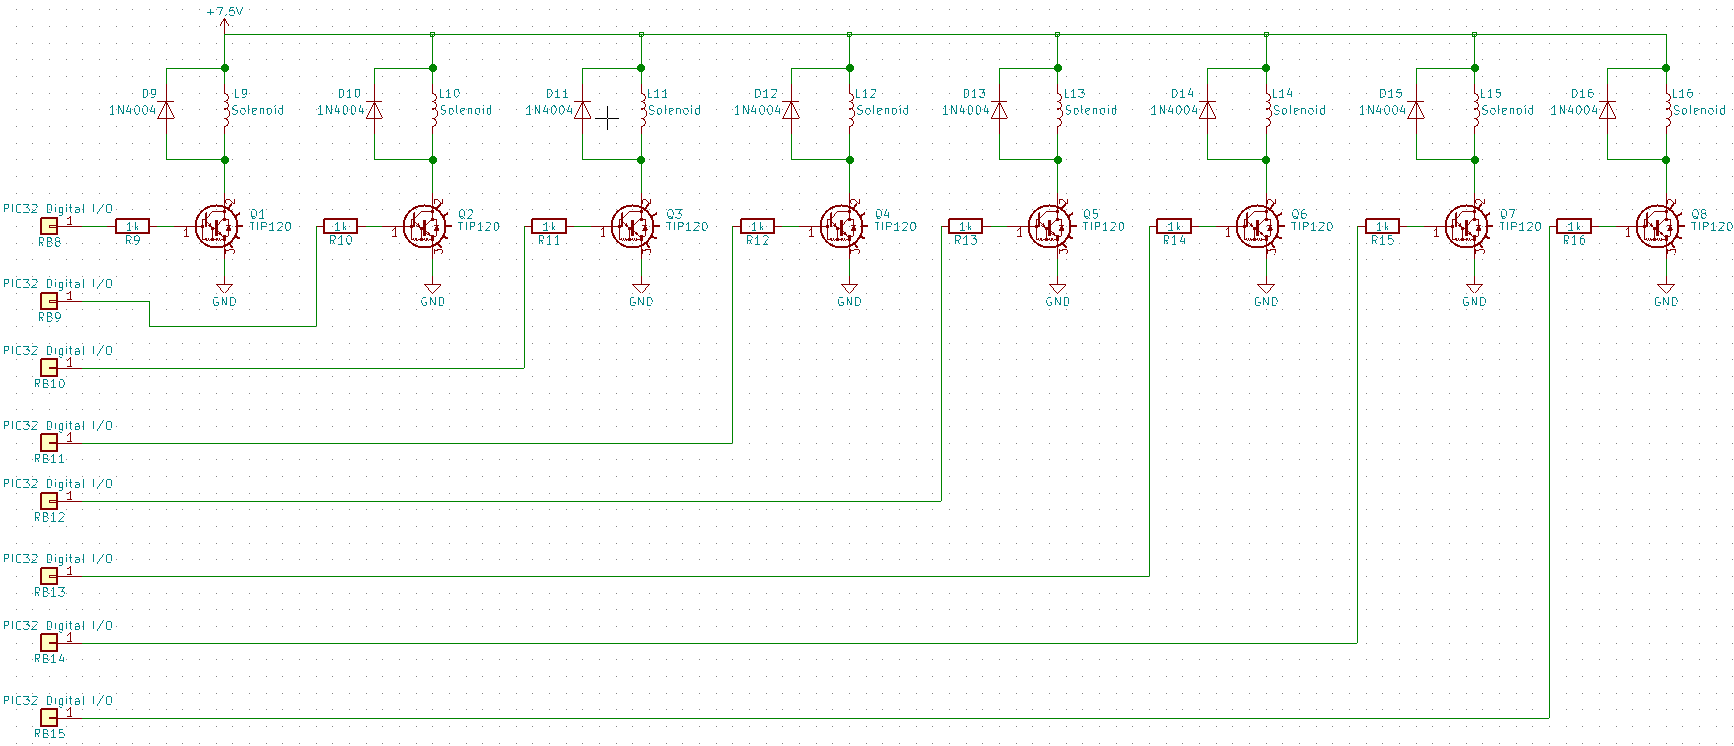 +7.5V
D9
1N4004
L9
Solenoid
D10
1N4004
L10
Solenoid
D11
1N4004
L11
Solenoid
D12
1N4004
L12
Solenoid
D13
1N4004
L13
Solenoid
D14
1N4004
L14
Solenoid
D15
1N4004
L15
Solenoid
D16
1N4004
L16
Solenoid
PIC32 Digital I/O
1
RB8
1k
R9
1
2
3
Q1
TIP120
GND
1k
R10
1
2
3
Q2
TIP120
GND
1k
R11
1
2
3
Q3
TIP120
GND
1k
R12
1
2
3
Q4
TIP120
GND
1k
R13
1
2
3
Q5
TIP120
GND
1k
R14
1
2
3
Q6
TIP120
GND
1k
R15
1
2
3
Q7
TIP120
GND
1k
R16
1
2
3
Q8
TIP120
GND
PIC32 Digital I/O
1
RB9
PIC32 Digital I/O
1
RB10
PIC32 Digital I/O
1
RB11
PIC32 Digital I/O
1
RB12
PIC32 Digital I/O
1
RB13
PIC32 Digital I/O
1
RB14
PIC32 Digital I/O
1
RB15